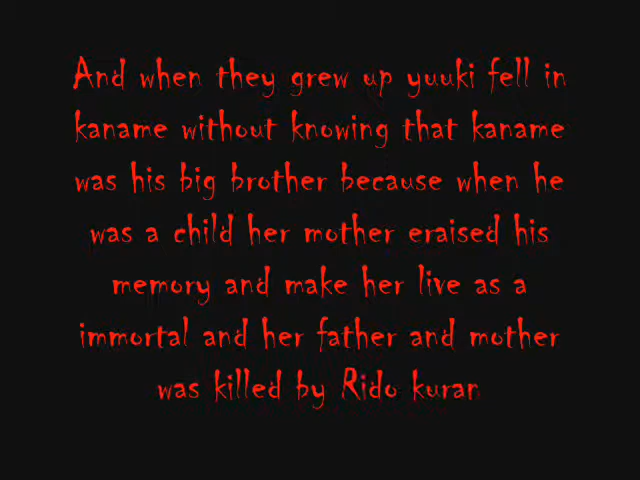 And when they grew up yuuki fell in
kaname without knowing that kaname
was his big brother because when he
was a child her mother eraised his
memory and make her live as a
immortal and her father and mother
was killed by Rido kuran